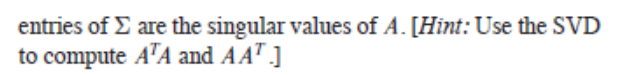 entries of Σ are the singular values of A. [Hint: Use the SVD
to compute AᵀA and AAᵀ.]